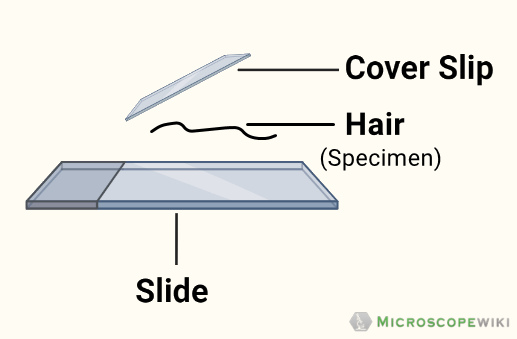 Cover Slip
Hair
(Specimen)
Slide
MICROSCOPEWIKI